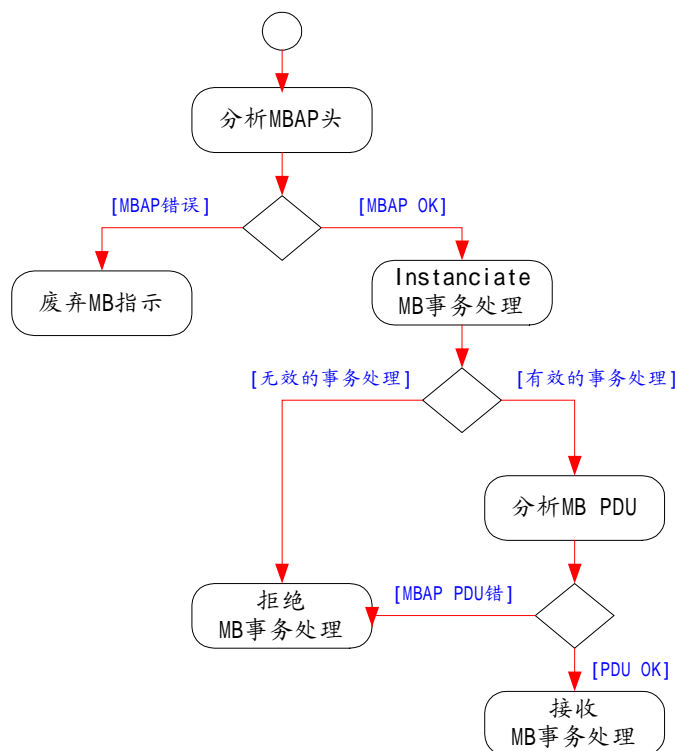 分析MBAP头
[MBAP错误]
[MBAP OK]
废弃MB指示
Instanciate
MB事务处理
[无效的事务处理]
[有效的事务处理]
分析MB PDU
拒绝
MB事务处理
[MBAP PDU错]
[PDU OK]
接收
MB事务处理